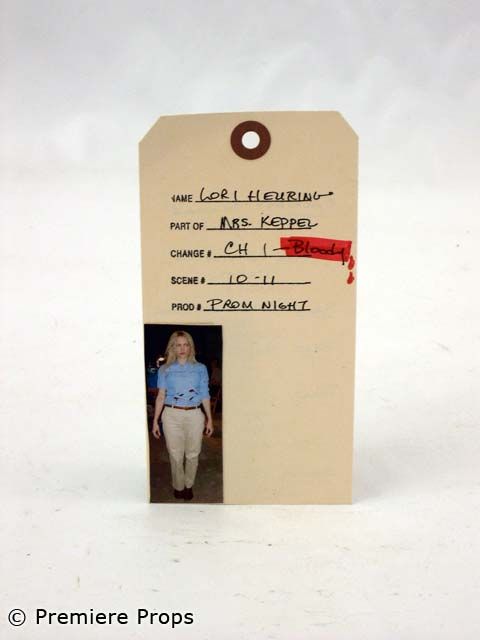 NAME LORI HEURING
PART OF MRS. KEPPEL
CHANGE # CH 1 - Bloody
SCENE # 10-11
PROD # PROM NIGHT
© Premiere Props